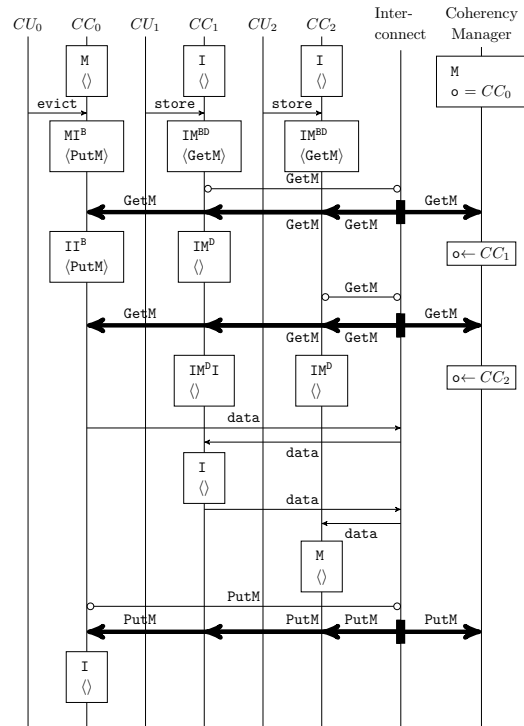 CU₀ CC₀ CU₁ CC₁ CU₂ CC₂ Inter-connect Coherency Manager
M ⟨⟩
I ⟨⟩
I ⟨⟩
M o = CC₀
evict store store
MIᴮ ⟨PutM⟩
IMᴮᴰ ⟨GetM⟩
IMᴮᴰ ⟨GetM⟩
GetM
GetM GetM GetM GetM
IIᴮ ⟨PutM⟩
IMᴰ ⟨⟩
o← CC₁
GetM
GetM GetM GetM GetM
IMᴰI ⟨⟩
IMᴰ ⟨⟩
o← CC₂
data
data
I ⟨⟩
data
data
M ⟨⟩
PutM
PutM PutM PutM PutM
I ⟨⟩